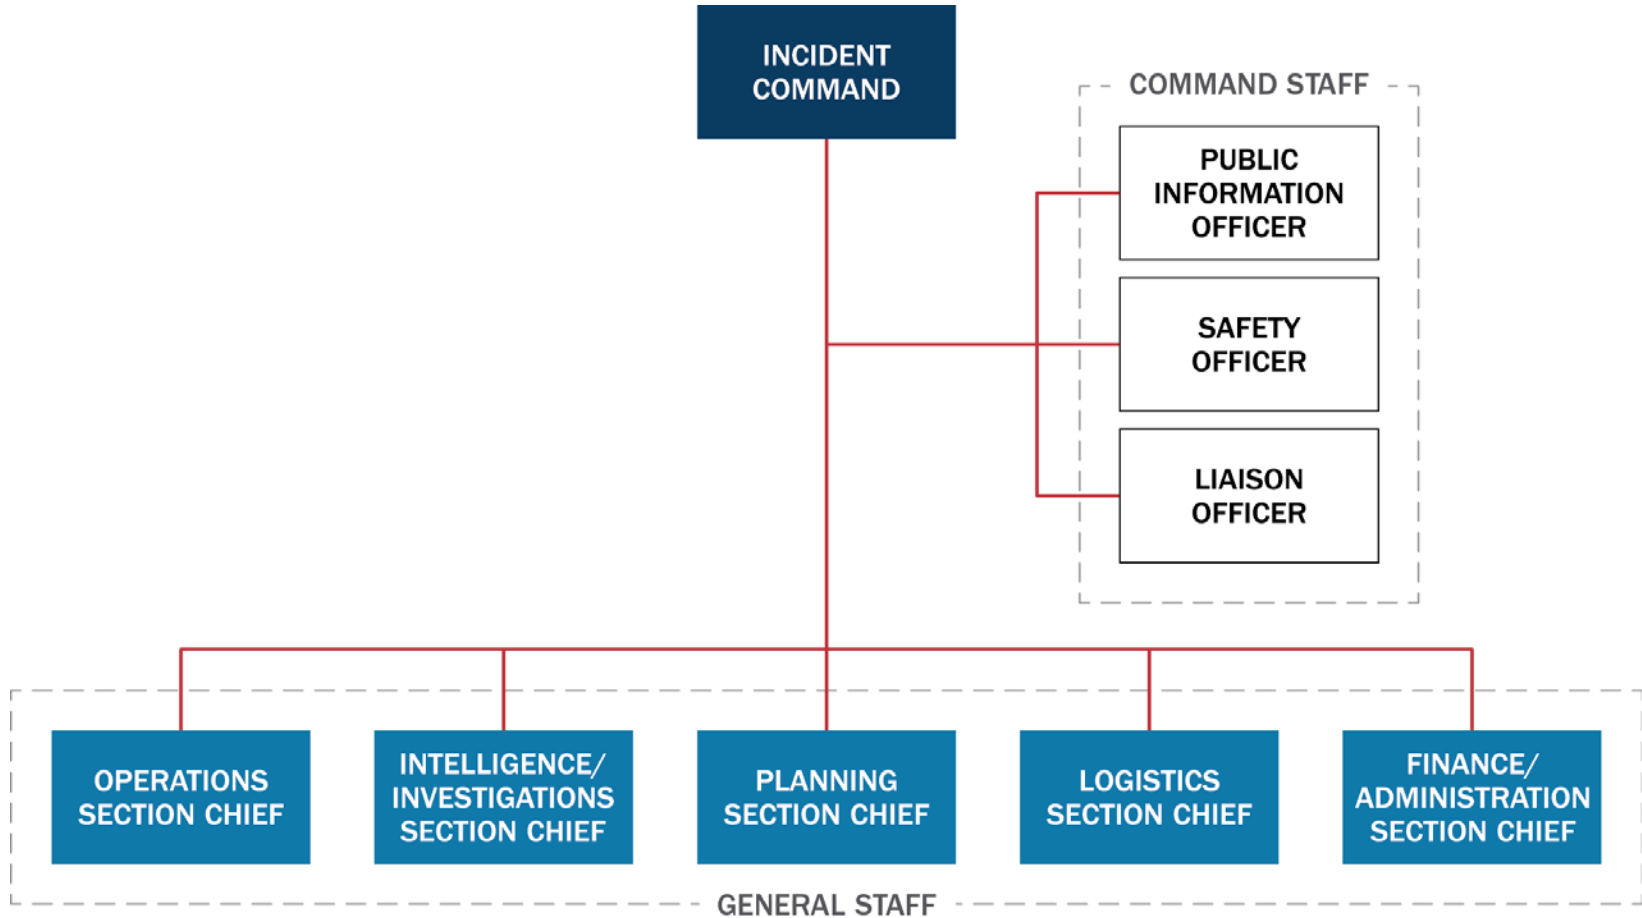 INCIDENT
COMMAND
COMMAND STAFF
PUBLIC
INFORMATION
OFFICER
SAFETY
OFFICER
LIAISON
OFFICER
OPERATIONS
SECTION CHIEF
INTELLIGENCE/
INVESTIGATIONS
SECTION CHIEF
PLANNING
SECTION CHIEF
LOGISTICS
SECTION CHIEF
FINANCE/
ADMINISTRATION
SECTION CHIEF
GENERAL STAFF